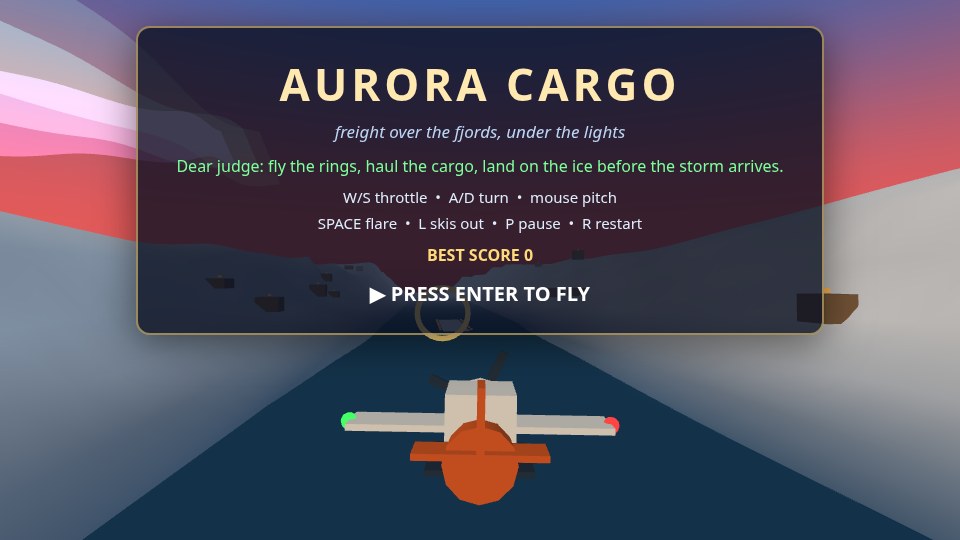 AURORA CARGO
freight over the fjords, under the lights
Dear judge: fly the rings, haul the cargo, land on the ice before the storm arrives.
W/S throttle • A/D turn • mouse pitch
SPACE flare • L skis out • P pause • R restart
BEST SCORE 0
▶ PRESS ENTER TO FLY